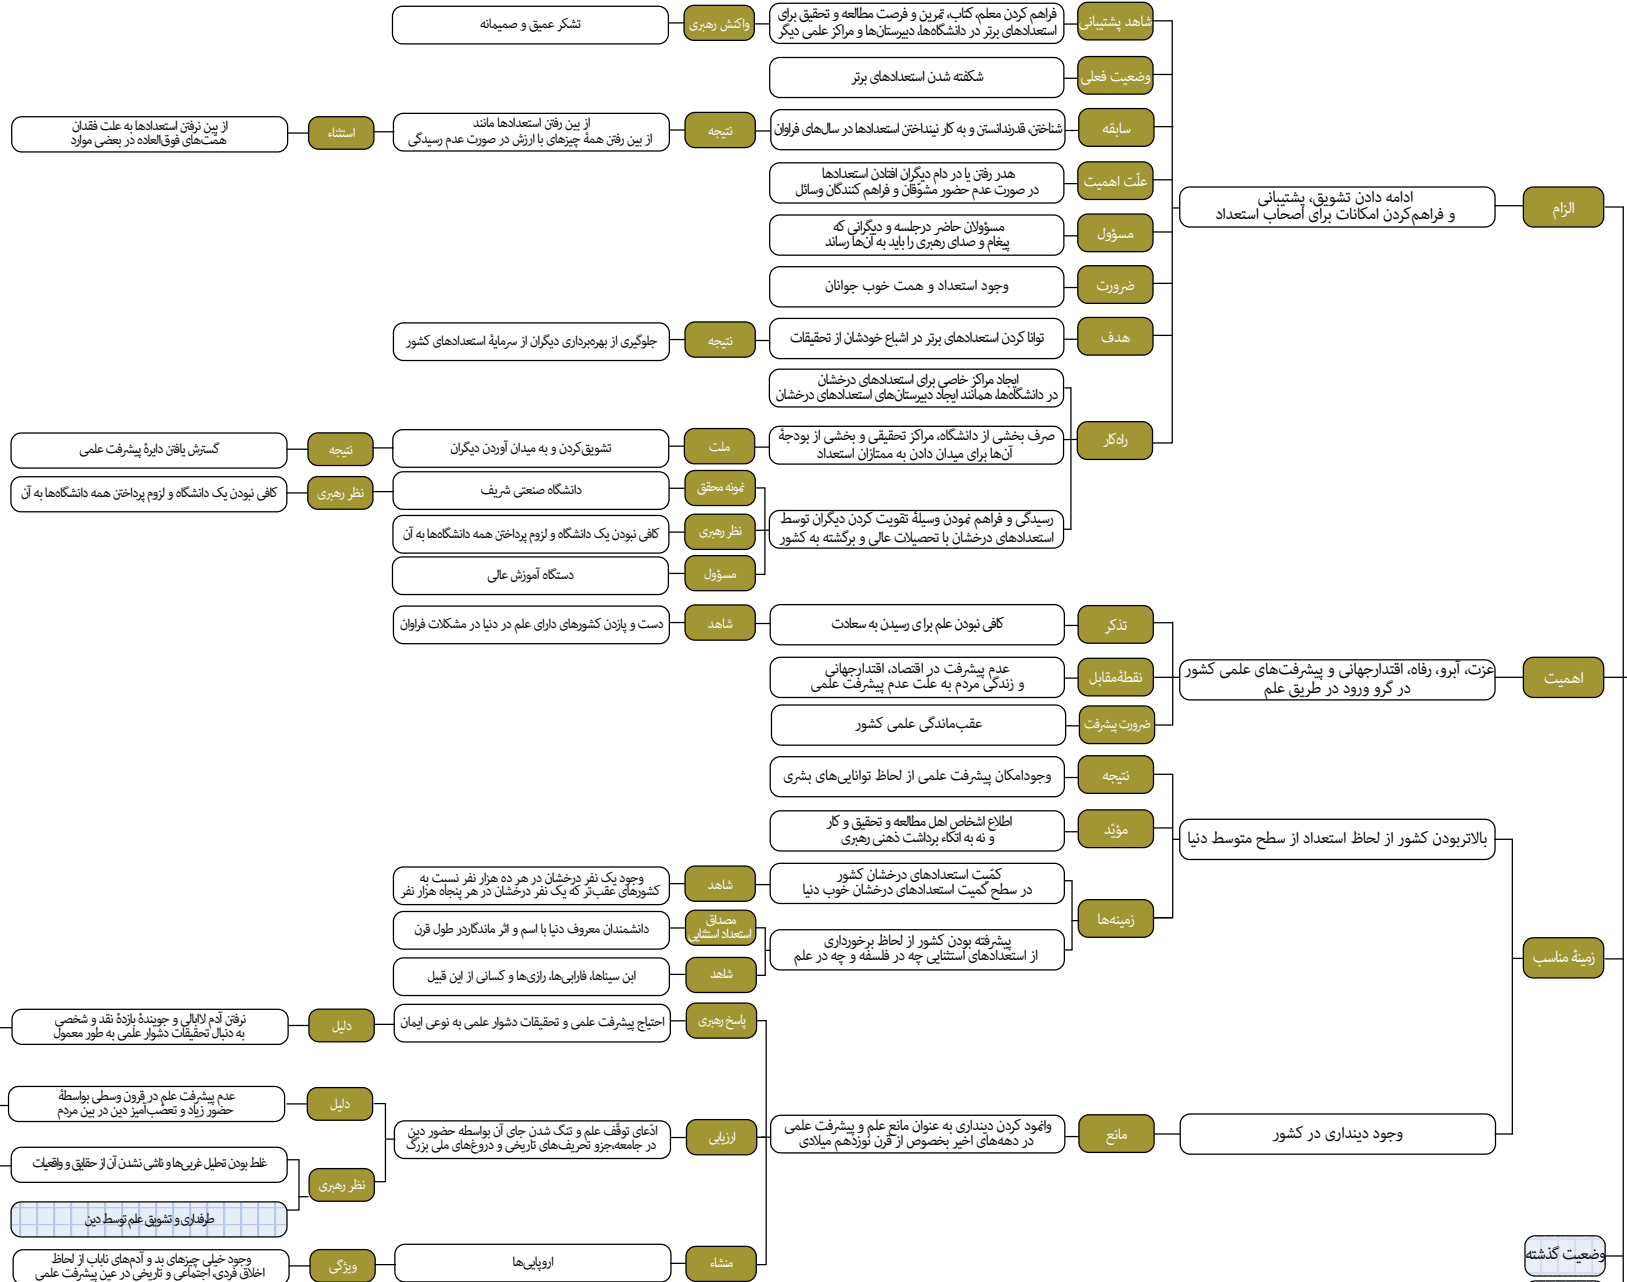 الزام
ادامه دادن تشویق، پشتیبانی
و فراهم‌کردن امکانات برای اصحاب استعداد
شاهد پشتیبانی
فراهم کردن معلم، کتاب، تمرین و فرصت مطالعه و تحقیق برای
استعدادهای برتر در دانشگاه‌ها، دبیرستان‌ها و مراکز علمی دیگر
واکنش رهبری
تشکر عمیق و صمیمانه
وضعیت فعلی
شکفته شدن استعدادهای برتر
سابقه
شناختن، قدرندانستن و به کار نینداختن استعدادها در سال‌های فراوان
نتیجه
از بین رفتن استعدادها مانند
از بین رفتن همهٔ چیزهای با ارزش در صورت عدم رسیدگی
استثناء
از بین نرفتن استعدادها به علت فقدان
همت‌های فوق‌العاده در بعضی موارد
علّت اهمیت
هدر رفتن یا در دام دیگران افتادن استعدادها
در صورت عدم حضور مشوّقان و فراهم کنندگان وسائل
مسؤول
مسؤولان حاضر درجلسه و دیگرانی که
پیغام و صدای رهبری را باید به آن‌ها رساند
ضرورت
وجود استعداد و همت خوب جوانان
هدف
توانا کردن استعدادهای برتر در اشباع خودشان از تحقیقات
نتیجه
جلوگیری از بهره‌برداری دیگران از سرمایهٔ استعدادهای کشور
راه‌کار
ایجاد مراکز خاصی برای استعدادهای درخشان
در دانشگاه‌ها، همانند ایجاد دبیرستان‌های استعدادهای درخشان
صرف بخشی از دانشگاه، مراکز تحقیقی و بخشی از بودجهٔ
آن‌ها برای میدان دادن به ممتازان استعداد
ملت
تشویق‌کردن و به میدان آوردن دیگران
نتیجه
گسترش یافتن دایرهٔ پیشرفت علمی
رسیدگی و فراهم نمودن وسیلهٔ تقویت کردن دیگران توسط
استعدادهای درخشان با تحصیلات عالی و برگشته به کشور
نمونه محقق
دانشگاه صنعتی شریف
نظر رهبری
کافی نبودن یک دانشگاه و لزوم پرداختن همه دانشگاه‌ها به آن
نظر رهبری
کافی نبودن یک دانشگاه و لزوم پرداختن همه دانشگاه‌ها به آن
مسؤول
دستگاه آموزش عالی
اهمیت
عزت، آبرو، رفاه، اقتدارجهانی و پیشرفت‌های علمی کشور
در گرو ورود در طریق علم
تذکر
کافی نبودن علم برای رسیدن به سعادت
شاهد
دست و پازدن کشورهای دارای علم در دنیا در مشکلات فراوان
نقطهٔ‌مقابل
عدم پیشرفت در اقتصاد، اقتدارجهانی
و زندگی مردم به علّت عدم پیشرفت علمی
ضرورت پیشرفت
عقب‌ماندگی علمی کشور
زمینهٔ مناسب
بالاتربودن کشور از لحاظ استعداد از سطح متوسط دنیا
نتیجه
وجودامکان پیشرفت علمی از لحاظ توانایی‌های بشری
مؤیّد
اطلاع اشخاص اهل مطالعه و تحقیق و کار
و نه به اتکاء برداشت ذهنی رهبری
زمینه‌ها
کمّیت استعدادهای درخشان کشور
در سطح کمیت استعدادهای درخشان خوب دنیا
شاهد
وجود یک نفر درخشان در هر ده هزار نفر نسبت به
کشورهای عقب‌تر که یک نفر درخشان در هر پنجاه هزار نفر
پیشرفته بودن کشور از لحاظ برخورداری
از استعدادهای استثنایی چه در فلسفه و چه در علم
مصداق
استعداد استثنایی
دانشمندان معروف دنیا با اسم و اثر ماندگاردر طول قرن
شاهد
ابن سیناها، فارابی‌ها، رازی‌ها و کسانی از این قبیل
وجود دینداری در کشور
مانع
وانمود کردن دینداری به عنوان مانع علم و پیشرفت علمی
در دهه‌های اخیر بخصوص از قرن نوزدهم میلادی
پاسخ رهبری
احتیاج پیشرفت علمی و تحقیقات دشوار علمی به نوعی ایمان
دلیل
نرفتن آدم لاابالی و جویندهٔ بازدهٔ نقد و شخصی
به دنبال تحقیقات دشوار علمی به طور معمول
ارزیابی
ادّعای توقّف علم و تنگ شدن جای آن بواسطه حضور دین
در جامعه،جزو تحریف‌های تاریخی و دروغ‌های ملی بزرگ
دلیل
عدم پیشرفت علم در قرون وسطی بواسطهٔ
حضور زیاد و تعصّب‌آمیز دین در بین مردم
نظر رهبری
غلط بودن تحلیل غربی‌ها و ناشی نشدن آن از حقایق و واقعیات
طرفداری و تشویق علم توسط دین
منشاء
اروپایی‌ها
ویژگی
وجود خیلی چیزهای بد و آدم‌های ناباب از لحاظ
اخلاق فردی، اجتماعی و تاریخی در عین پیشرفت علمی
وضعیت گذشته